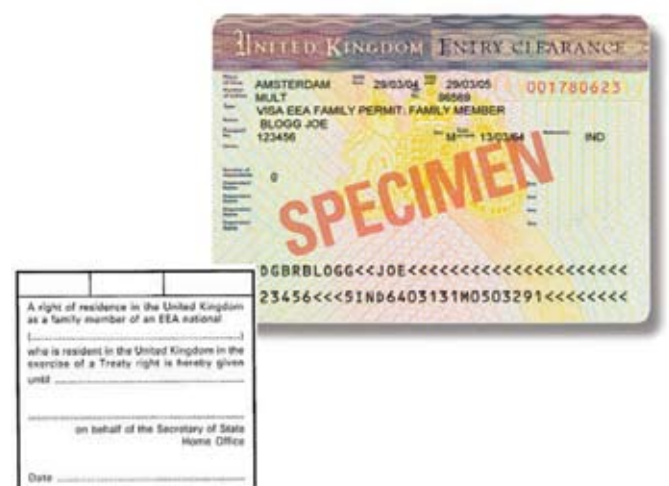 UNITED KINGDOM ENTRY CLEARANCE
AMSTERDAM 29/03/04 29/03/05 001780623
MULT 86569
VISA EEA FAMILY PERMIT: FAMILY MEMBER
BLOGG JOE
123456 M 13/03/64 IND
0
SPECIMEN
DGBRBLOGG<<JOE<<<<<<<<<<<<<<<<<<<<<<
23456<<<5IND6403131M0503291<<<<<<<<
A right of residence in the United Kingdom
as a family member of an EEA national
(....................................................)
who is resident in the United Kingdom in the
exercise of a Treaty right is hereby given
until ....................................................
on behalf of the Secretary of State
Home Office
Date ....................................................